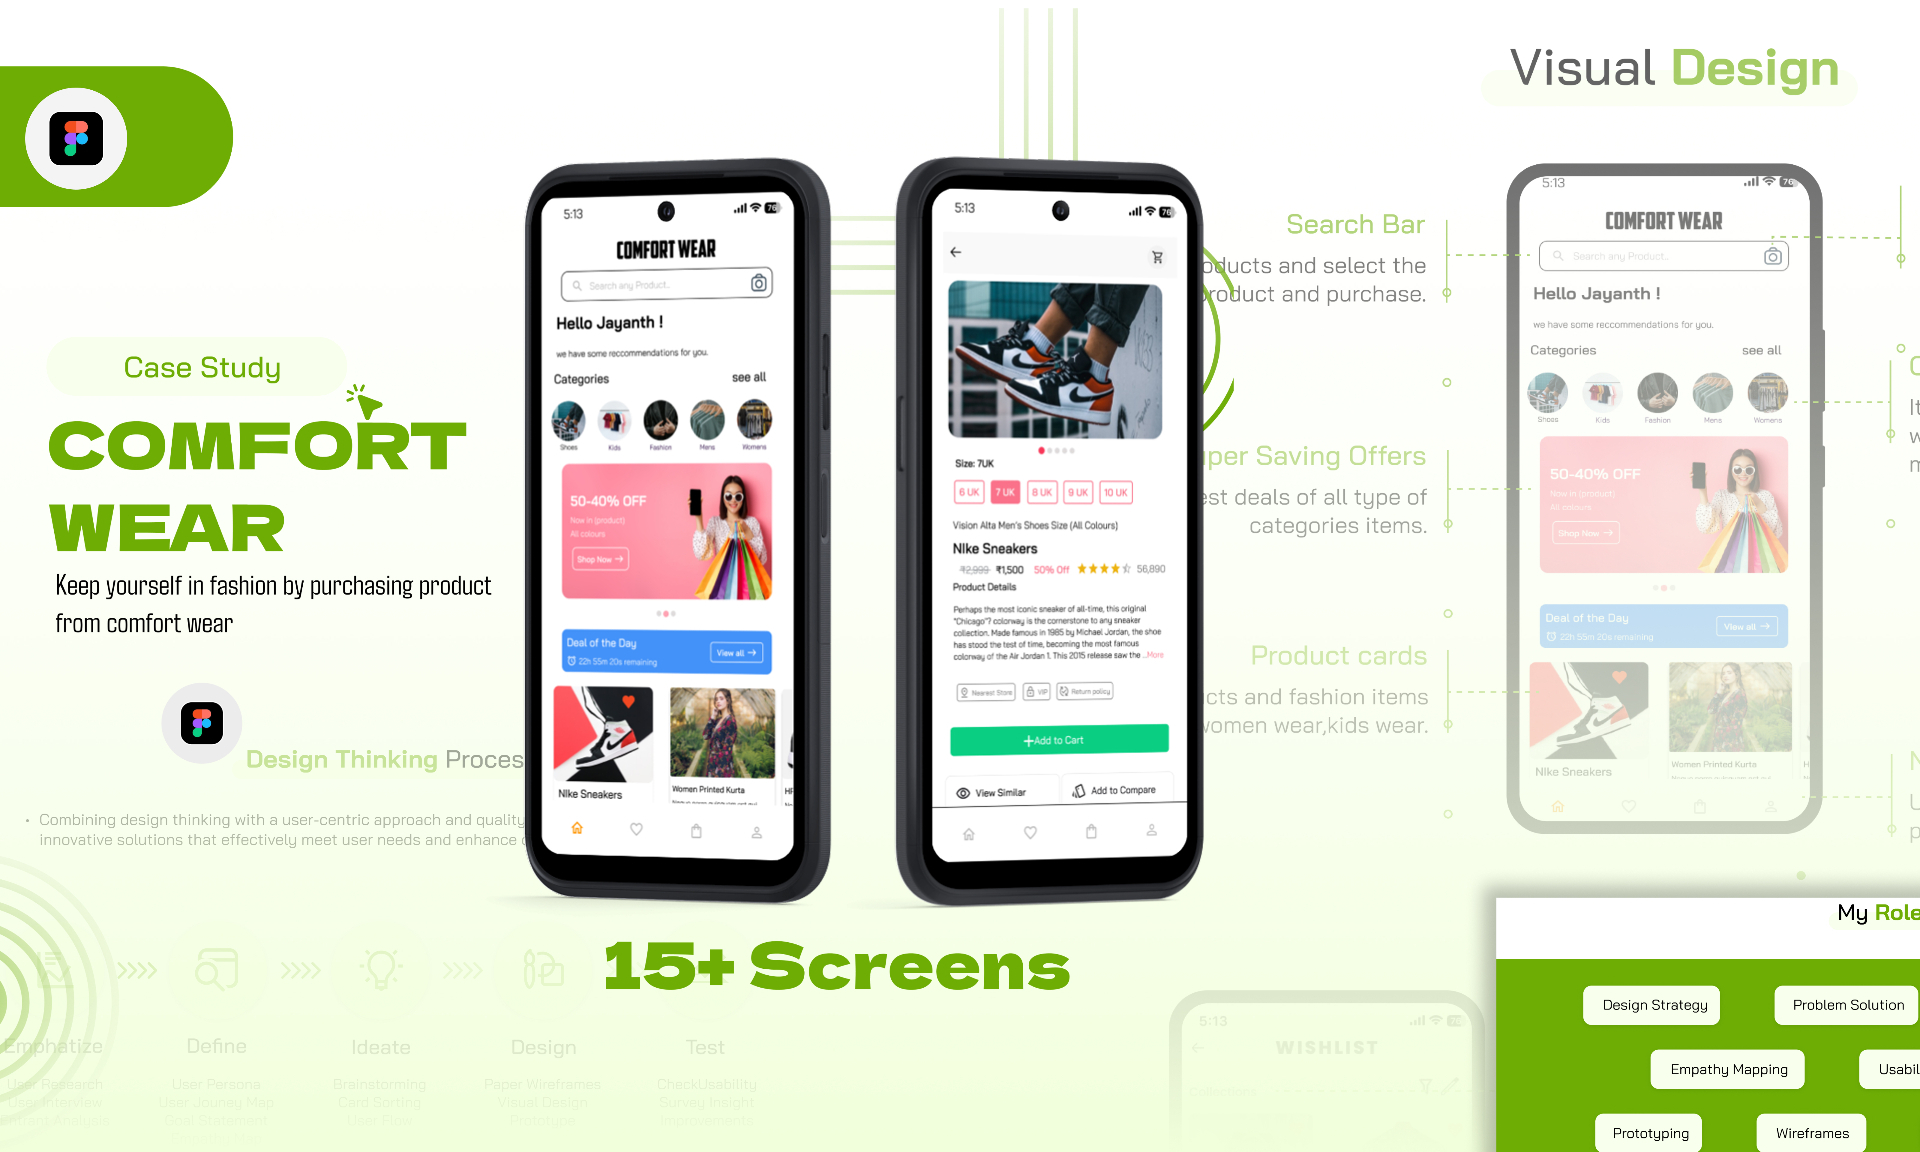 Visual Design
Case Study
COMFORT
WEAR
Keep yourself in fashion by purchasing product
from comfort wear
Design Thinking Proces
• Combining design thinking with a user-centric approach and quality
innovative solutions that effectively meet user needs and enhance
Emphatize
User Research
User Interview
Define
User Persona
User Jouney Map
Goal Statement
Ideate
Brainstorming
Card Sorting
User Flow
Design
Paper Wireframes
Visual Design
Prototype
Test
CheckUsability
Survey Insight
Improvements
5:13
76
COMFORT WEAR
Search any Product..
Hello Jayanth !
we have some reccommendations for you.
Categories
see all
Shoes
Kids
Fashion
Mens
Womens
50-40% OFF
Now in (product)
All colours
Shop Now →
Deal of the Day
22h 55m 20s remaining
View all →
NIke Sneakers
Women Printed Kurta
5:13
76
Size: 7UK
6 UK
7 UK
8 UK
9 UK
10 UK
Vision Alta Men's Shoes Size (All Colours)
NIke Sneakers
₹2,999 ₹1,500 50% Off 56,890
Product Details
Perhaps the most iconic sneaker of all-time, this original
"Chicago"? colorway is the cornerstone to any sneaker
collection. Made famous in 1985 by Michael Jordan, the shoe
has stood the test of time, becoming the most famous
colorway of the Air Jordan 1. This 2015 release saw the ...More
Nearest Store
VIP
Return policy
+Add to Cart
View Similar
Add to Compare
15+ Screens
Search Bar
oducts and select the
roduct and purchase.
per Saving Offers
est deals of all type of
categories items.
Product cards
cts and fashion items
women wear,kids wear.
5:13
76
COMFORT WEAR
Search any Product..
Hello Jayanth !
we have some reccommendations for you.
Categories
see all
Shoes
Kids
Fashion
Mens
Womens
50-40% OFF
Now in (product)
All colours
Shop Now →
Deal of the Day
22h 55m 20s remaining
View all →
NIke Sneakers
Women Printed Kurta
It
w
m
5:13
76
WISHLIST
Collections
My Role
Design Strategy
Problem Solution
Empathy Mapping
Usabil
Prototyping
Wireframes